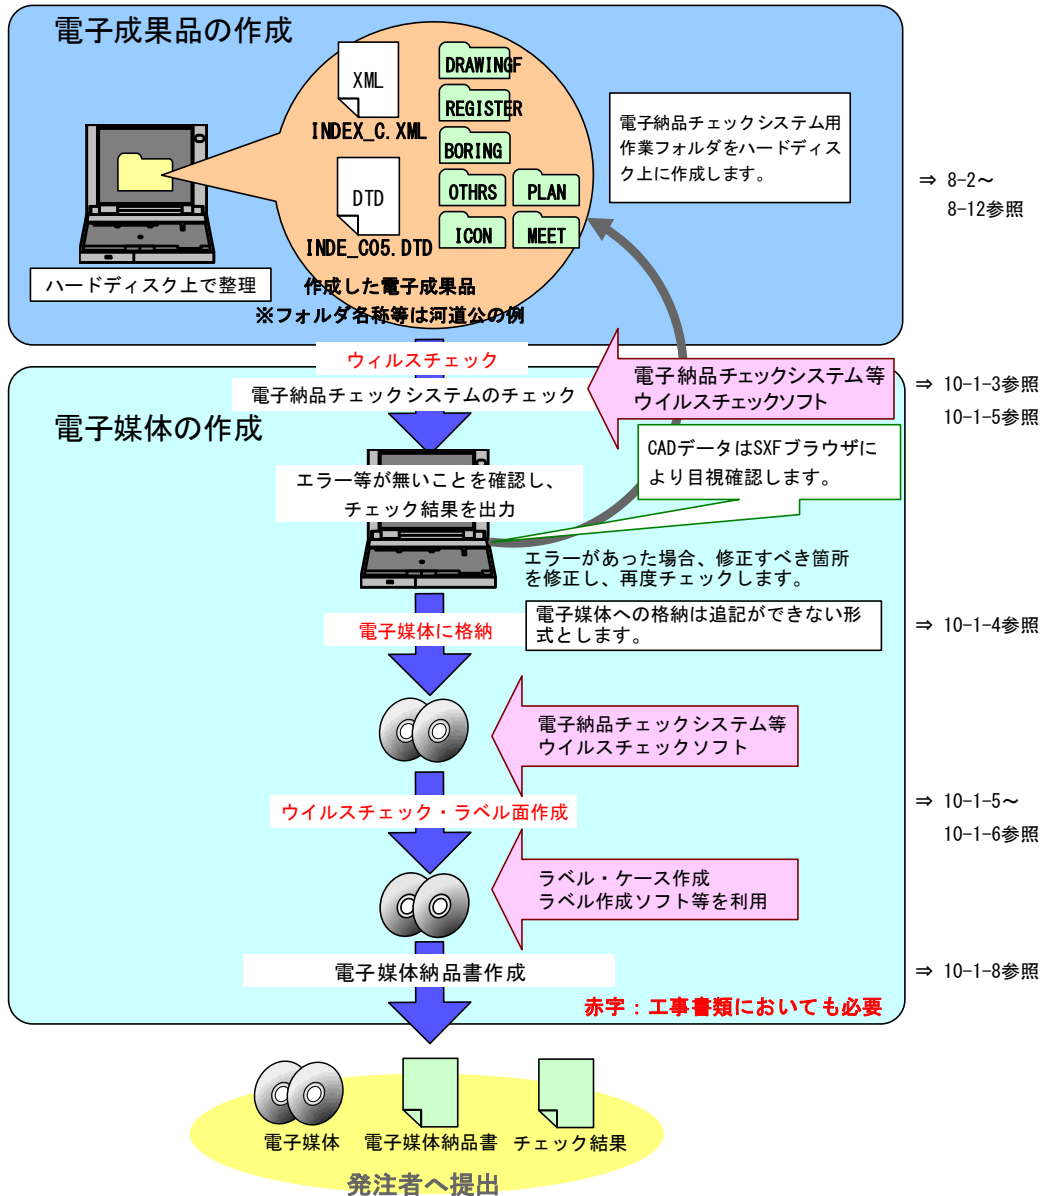 電子成果品の作成
XML
INDEX_C.XML
DTD
INDE_C05.DTD
DRAWINGF
REGISTER
BORING
OTHRS
PLAN
ICON
MEET
作成した電子成果品
※フォルダ名称等は河道公の例
ハードディスク上で整理
電子納品チェックシステム用
作業フォルダをハードディス
ク上に作成します。
⇒ 8-2～
8-12参照
ウィルスチェック
電子納品チェックシステムのチェック
電子納品チェックシステム等
ウイルスチェックソフト
⇒ 10-1-3参照
10-1-5参照
電子媒体の作成
CADデータはSXFブラウザに
より目視確認します。
エラー等が無いことを確認し、
チェック結果を出力
エラーがあった場合、修正すべき箇所
を修正し、再度チェックします。
電子媒体に格納
電子媒体への格納は追記ができない形
式とします。
⇒ 10-1-4参照
電子納品チェックシステム等
ウイルスチェックソフト
ウイルスチェック・ラベル面作成
⇒ 10-1-5～
10-1-6参照
ラベル・ケース作成
ラベル作成ソフト等を利用
電子媒体納品書作成
⇒ 10-1-8参照
赤字：工事書類においても必要
電子媒体
電子媒体納品書
チェック結果
発注者へ提出